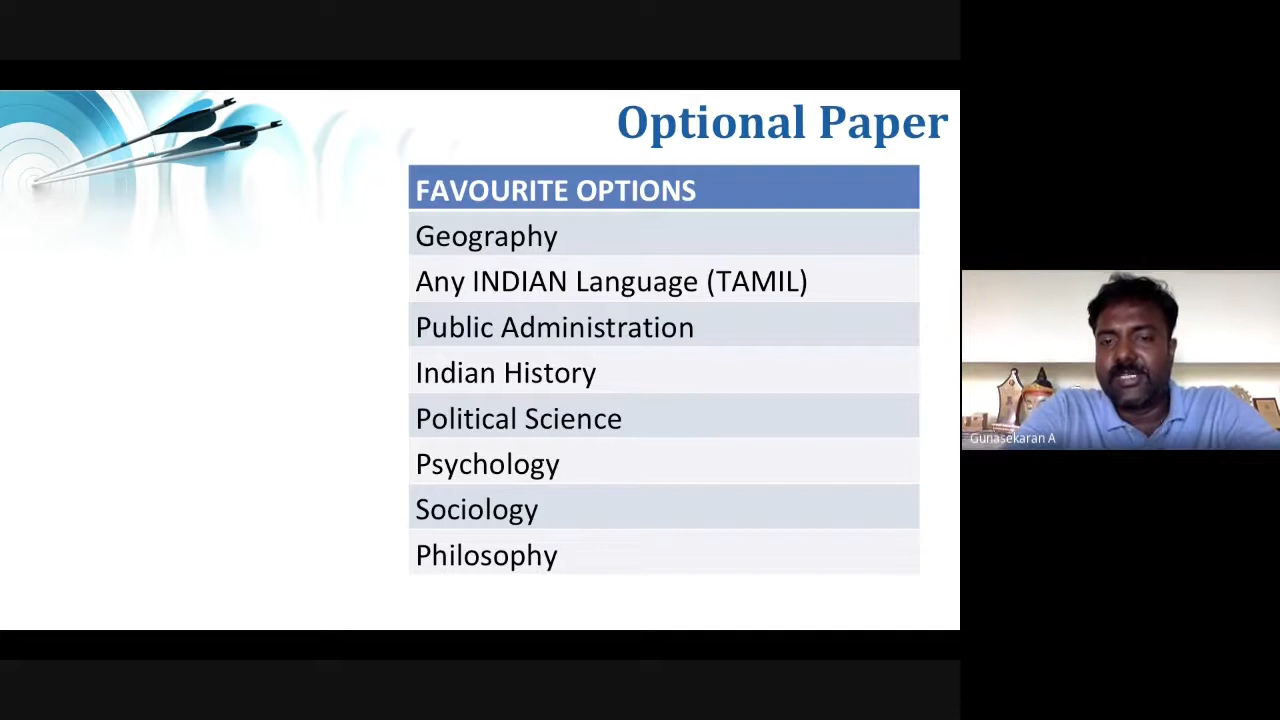 Optional Paper
FAVOURITE OPTIONS
Geography
Any INDIAN Language (TAMIL)
Public Administration
Indian History
Political Science
Psychology
Sociology
Philosophy
Gunasekaran A